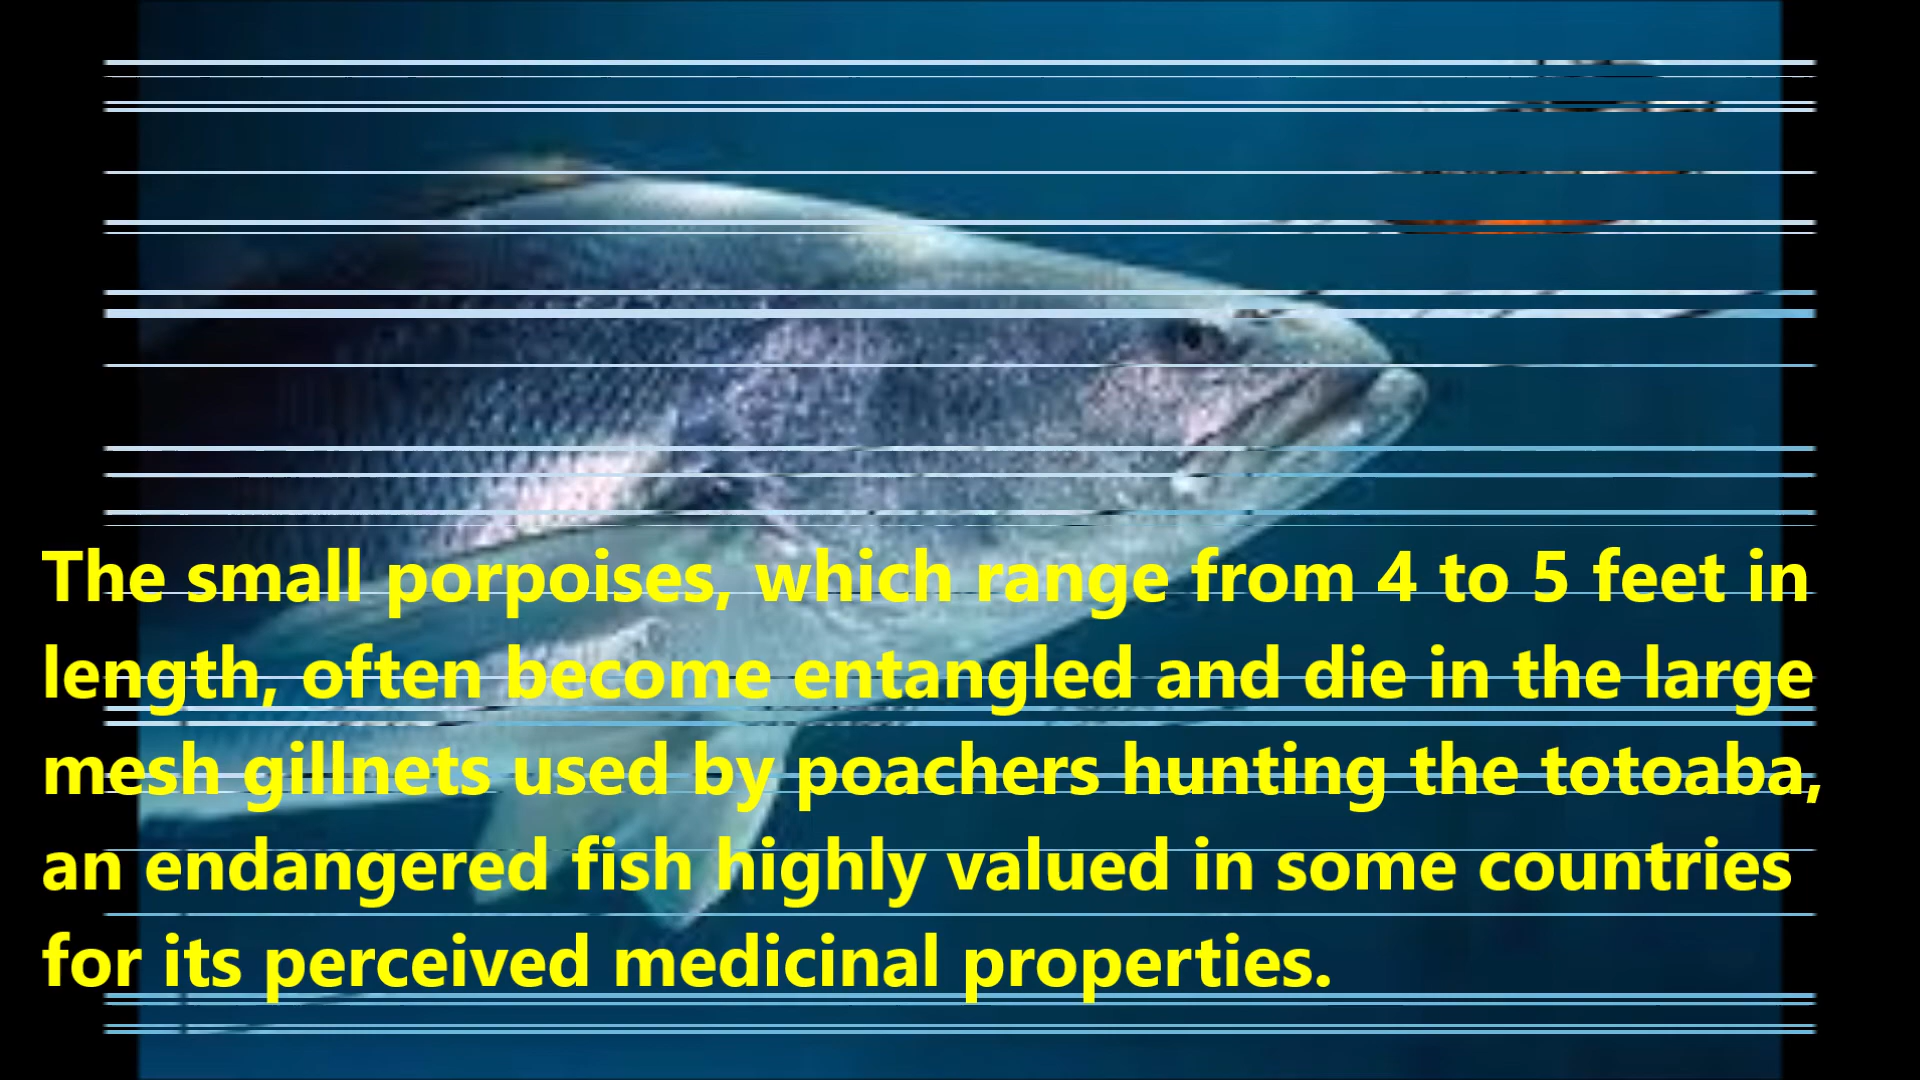 The small porpoises, which range from 4 to 5 feet in
length, often become entangled and die in the large
mesh gillnets used by poachers hunting the totoaba,
an endangered fish highly valued in some countries
for its perceived medicinal properties.